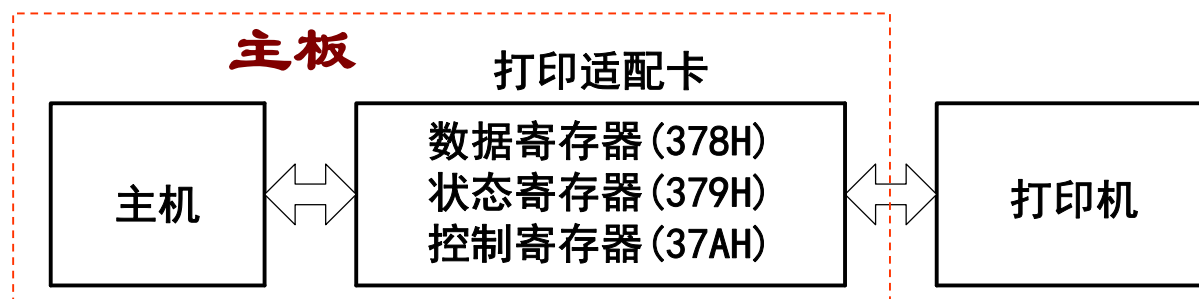 主板
打印适配卡
主机
数据寄存器(378H)
状态寄存器(379H)
控制寄存器(37AH)
打印机